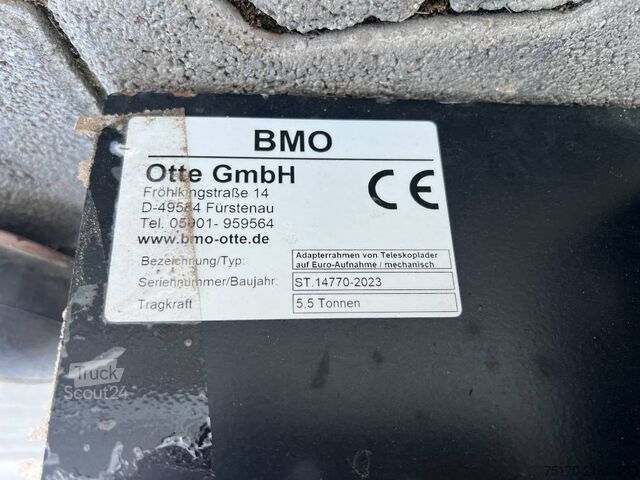 BMO
Otte GmbH
Fröhlkingstraße 14
D-49584 Fürstenau
Tel. 05901- 959564
www.bmo-otte.de
Bezeichnung/Typ: Adapterrahmen von Teleskoplader
auf Euro-Aufnahme / mechanisch
Seriennummer/Baujahr: ST.14770-2023
Tragkraft 5,5 Tonnen
CE
Truck
Scout24